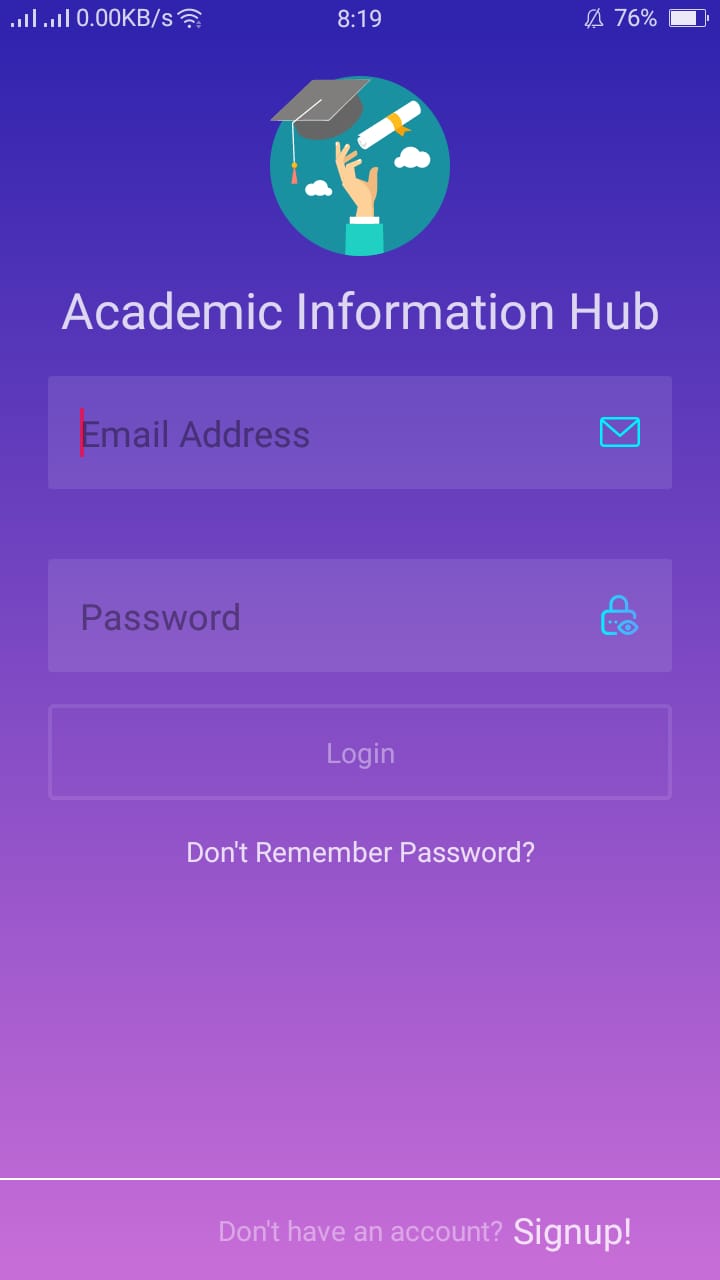 0.00KB/s 8:19 76%
Academic Information Hub
Email Address
Password
Login
Don't Remember Password?
Don't have an account? Signup!